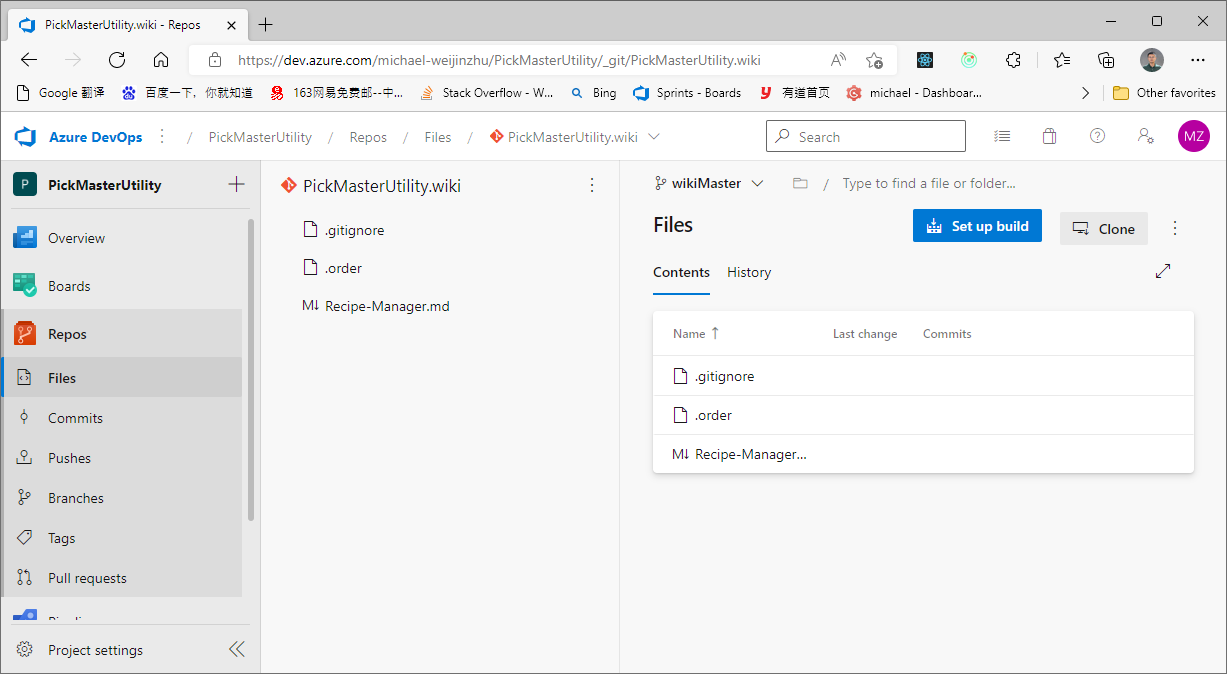 PickMasterUtility.wiki - Repos
https://dev.azure.com/michael-weijinzhu/PickMasterUtility/_git/PickMasterUtility.wiki
Google 翻译 百度一下，你就知道 163网易免费邮--中... Stack Overflow - W... Bing Sprints - Boards 有道首页 michael - Dashboar... Other favorites
Azure DevOps / PickMasterUtility / Repos / Files / PickMasterUtility.wiki Search MZ
P PickMasterUtility
Overview
Boards
Repos
Files
Commits
Pushes
Branches
Tags
Pull requests
Project settings
PickMasterUtility.wiki
.gitignore
.order
Recipe-Manager.md
wikiMaster / Type to find a file or folder...
Files Set up build Clone
Contents History
Name Last change Commits
.gitignore
.order
Recipe-Manager...